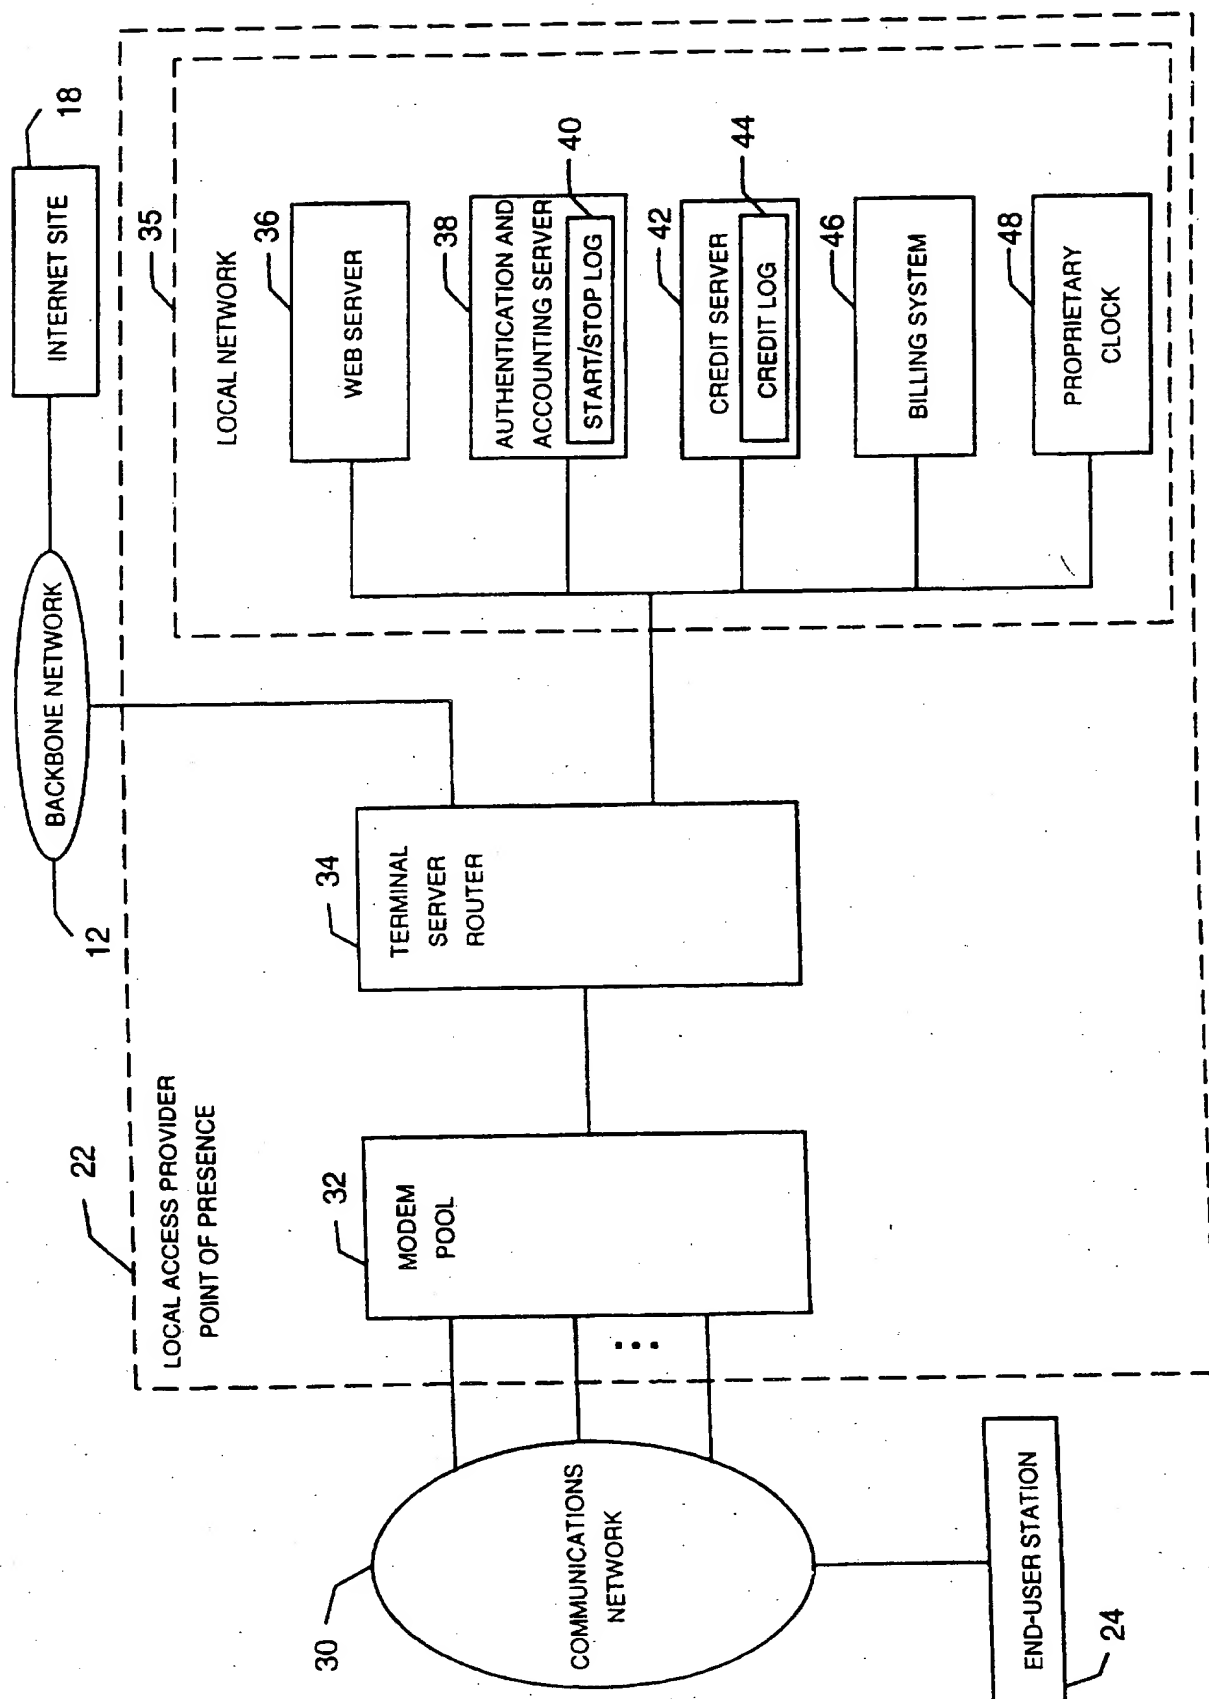 INTERNET SITE
18
BACKBONE NETWORK
12
22
LOCAL ACCESS PROVIDER
POINT OF PRESENCE
35
LOCAL NETWORK
36
WEB SERVER
38
AUTHENTICATION AND
ACCOUNTING SERVER
40
START/STOP LOG
42
CREDIT SERVER
44
CREDIT LOG
46
BILLING SYSTEM
48
PROPRIETARY
CLOCK
34
TERMINAL
SERVER
ROUTER
32
MODEM
POOL
30
COMMUNICATIONS
NETWORK
END-USER STATION
24